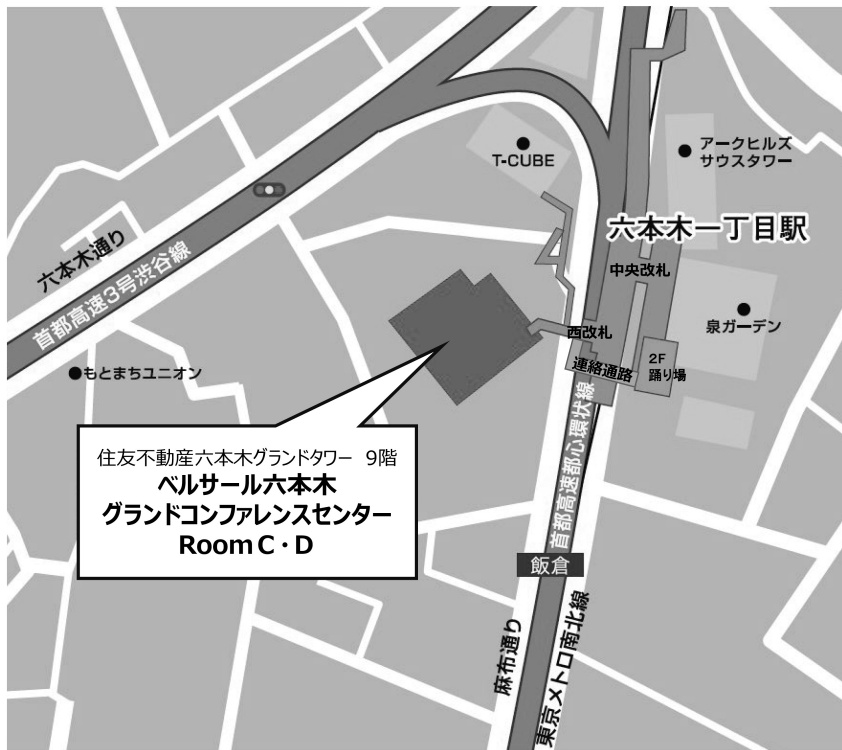 T-CUBE
アークヒルズ
サウスタワー
六本木一丁目駅
中央改札
六本木通り
首都高速3号渋谷線
泉ガーデン
西改札
連絡通路
2F
踊り場
もとまちユニオン
住友不動産六本木グランドタワー 9階
ベルサール六本木
グランドコンファレンスセンター
Room C・D
首都高速都心環状線
飯倉
麻布通り
東京メトロ南北線